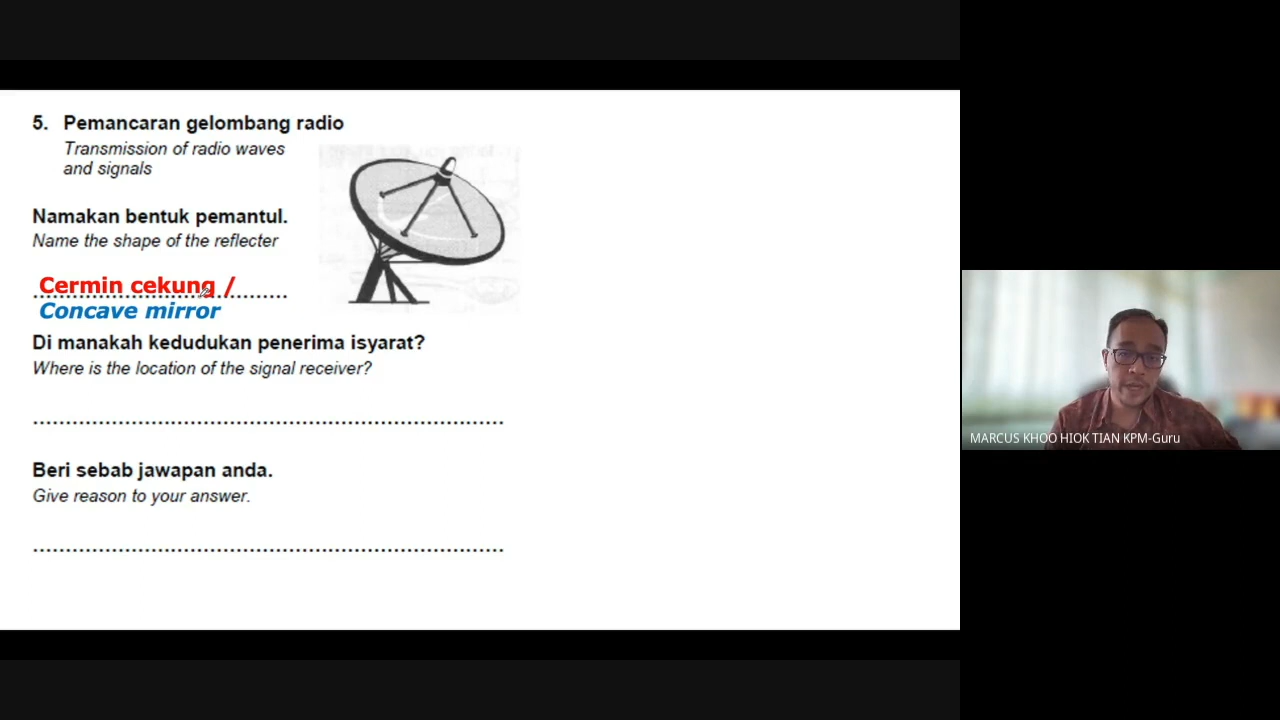 5. Pemancaran gelombang radio
Transmission of radio waves
and signals
Namakan bentuk pemantul.
Name the shape of the reflecter
Cermin cekung /
Concave mirror
Di manakah kedudukan penerima isyarat?
Where is the location of the signal receiver?
Beri sebab jawapan anda.
Give reason to your answer.
MARCUS KHOO HIOK TIAN KPM-Guru